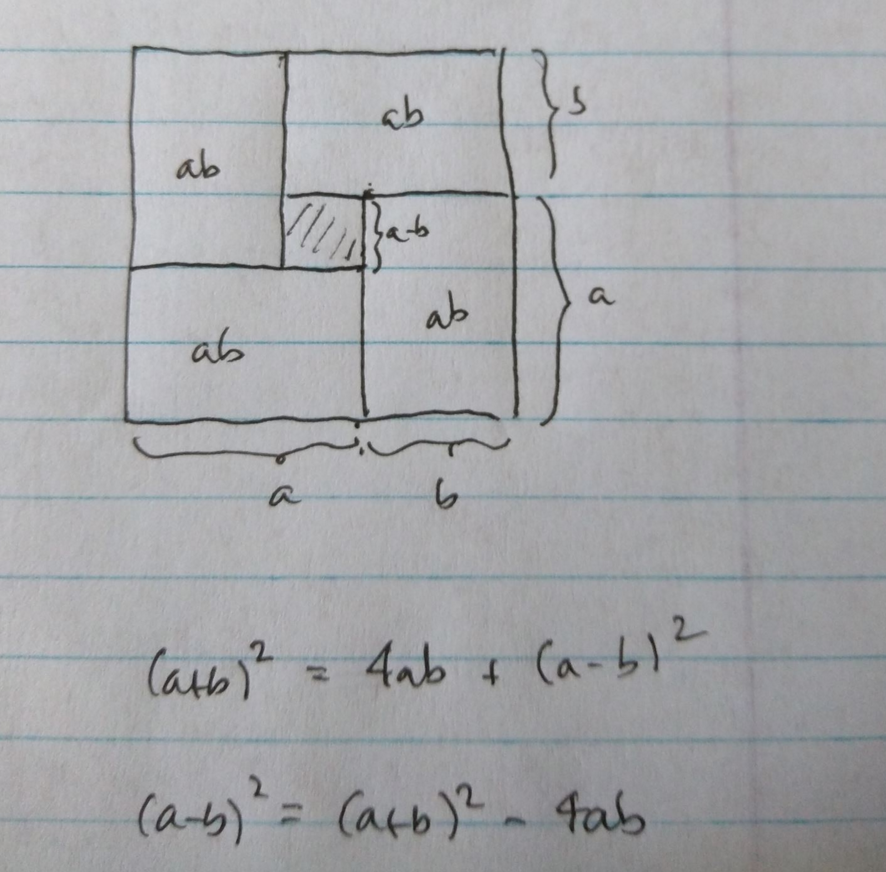 ab
ab
b
ab
ab
a-b
a
a
b
(a+b)² = 4ab + (a-b)²
(a-b)² = (a+b)² - 4ab